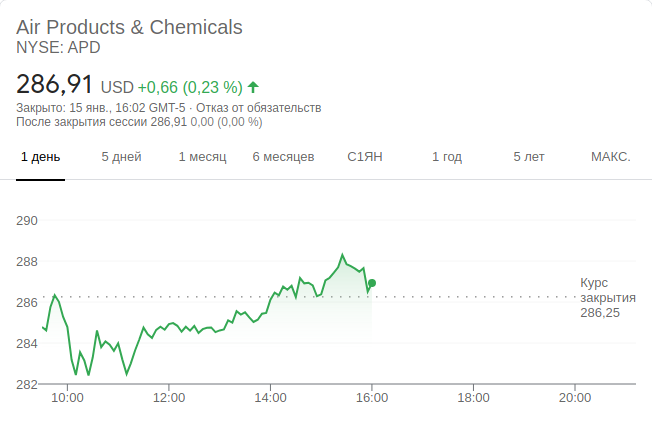 Air Products & Chemicals
NYSE: APD
286,91 USD +0,66 (0,23 %)
Закрыто: 15 янв., 16:02 GMT-5 · Отказ от обязательств
После закрытия сессии 286,91 0,00 (0,00 %)
1 день 5 дней 1 месяц 6 месяцев С1ЯН 1 год 5 лет МАКС.
290
288
286
284
282
Курс
закрытия
286,25
10:00 12:00 14:00 16:00 18:00 20:00